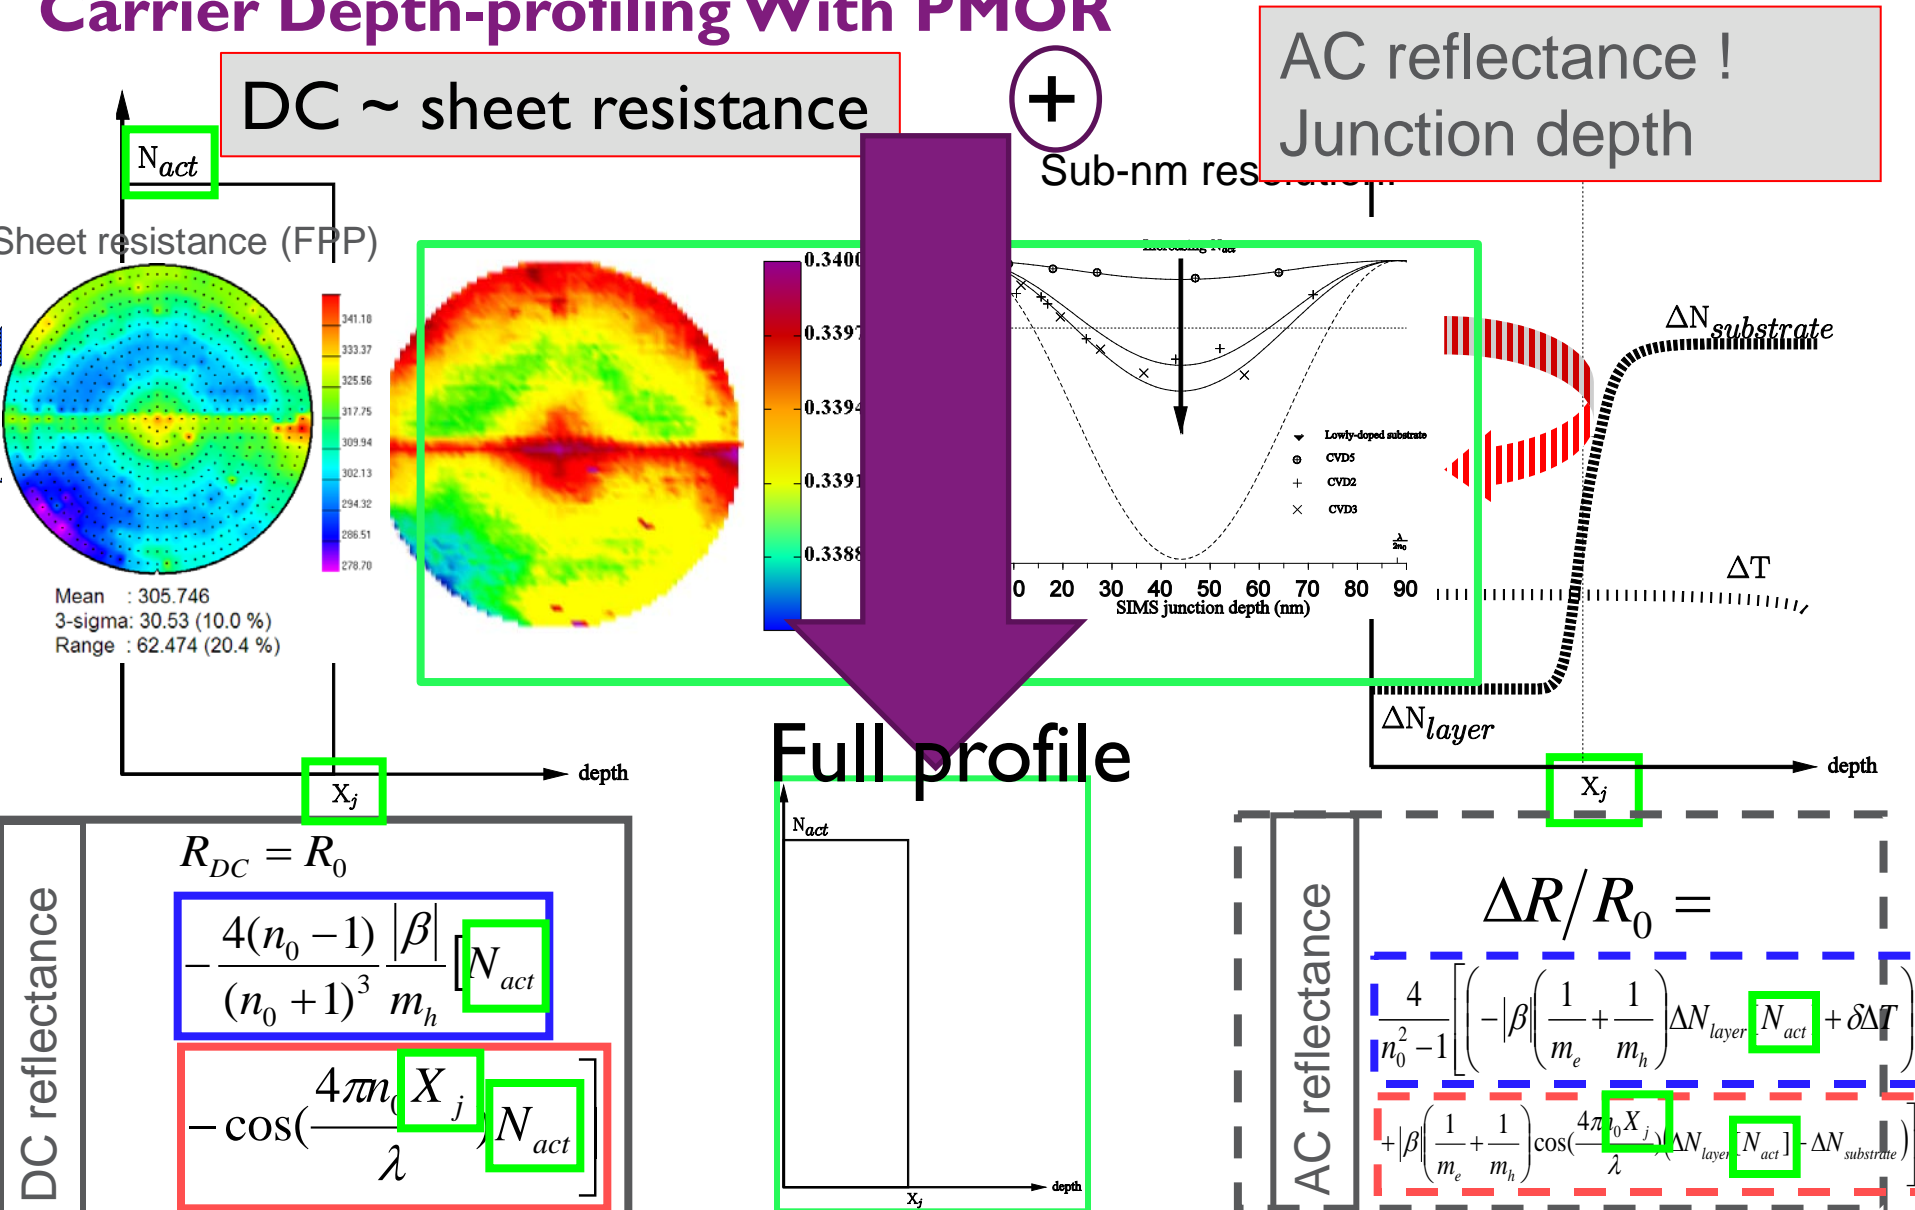 Carrier Depth-profiling With PMOR
DC ~ sheet resistance
+
AC reflectance !
Junction depth
Sub-nm
N_act
Sheet resistance (FPP)
341.18
333.37
325.56
317.75
309.94
302.13
294.32
286.51
278.70
Mean : 305.746
3-sigma: 30.53 (10.0 %)
Range : 62.474 (20.4 %)
0.3400
0.3397
0.3394
0.3391
0.3388
Increasing N_act
Lowly-doped substrate
CVD5
CVD2
CVD3
λ/2n_0
0 20 30 40 50 60 70 80 90
SIMS junction depth (nm)
ΔN_substrate
ΔT
ΔN_layer
depth
X_j
depth
X_j
Full profile
N_act
depth
X_j
DC reflectance
R_DC = R_0
− 4(n_0 −1)/(n_0 +1)^3 |β|/m_h [N_act
−cos(4πn_0 X_j/λ)N_act]
AC reflectance
ΔR/R_0 =
4/(n_0^2 −1)[(−|β|(1/m_e + 1/m_h)ΔN_layer[N_act] + δΔT)
+|β|(1/m_e + 1/m_h)cos(4πn_0 X_j/λ)(ΔN_layer[N_act] − ΔN_substrate)]